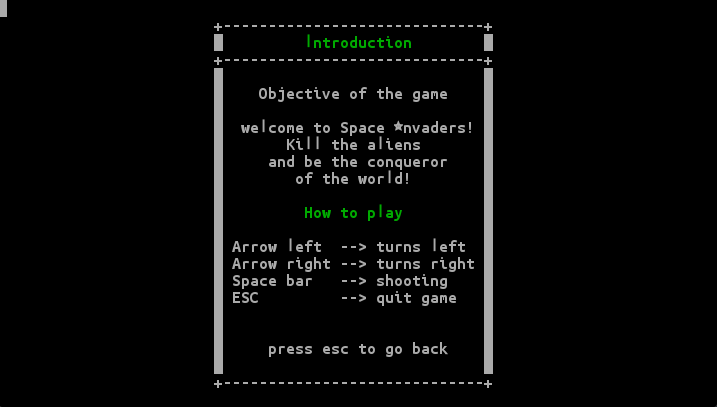 Introduction
Objective of the game
welcome to Space ★nvaders!
Kill the aliens
and be the conqueror
of the world!
How to play
Arrow left --> turns left
Arrow right --> turns right
Space bar --> shooting
ESC --> quit game
press esc to go back